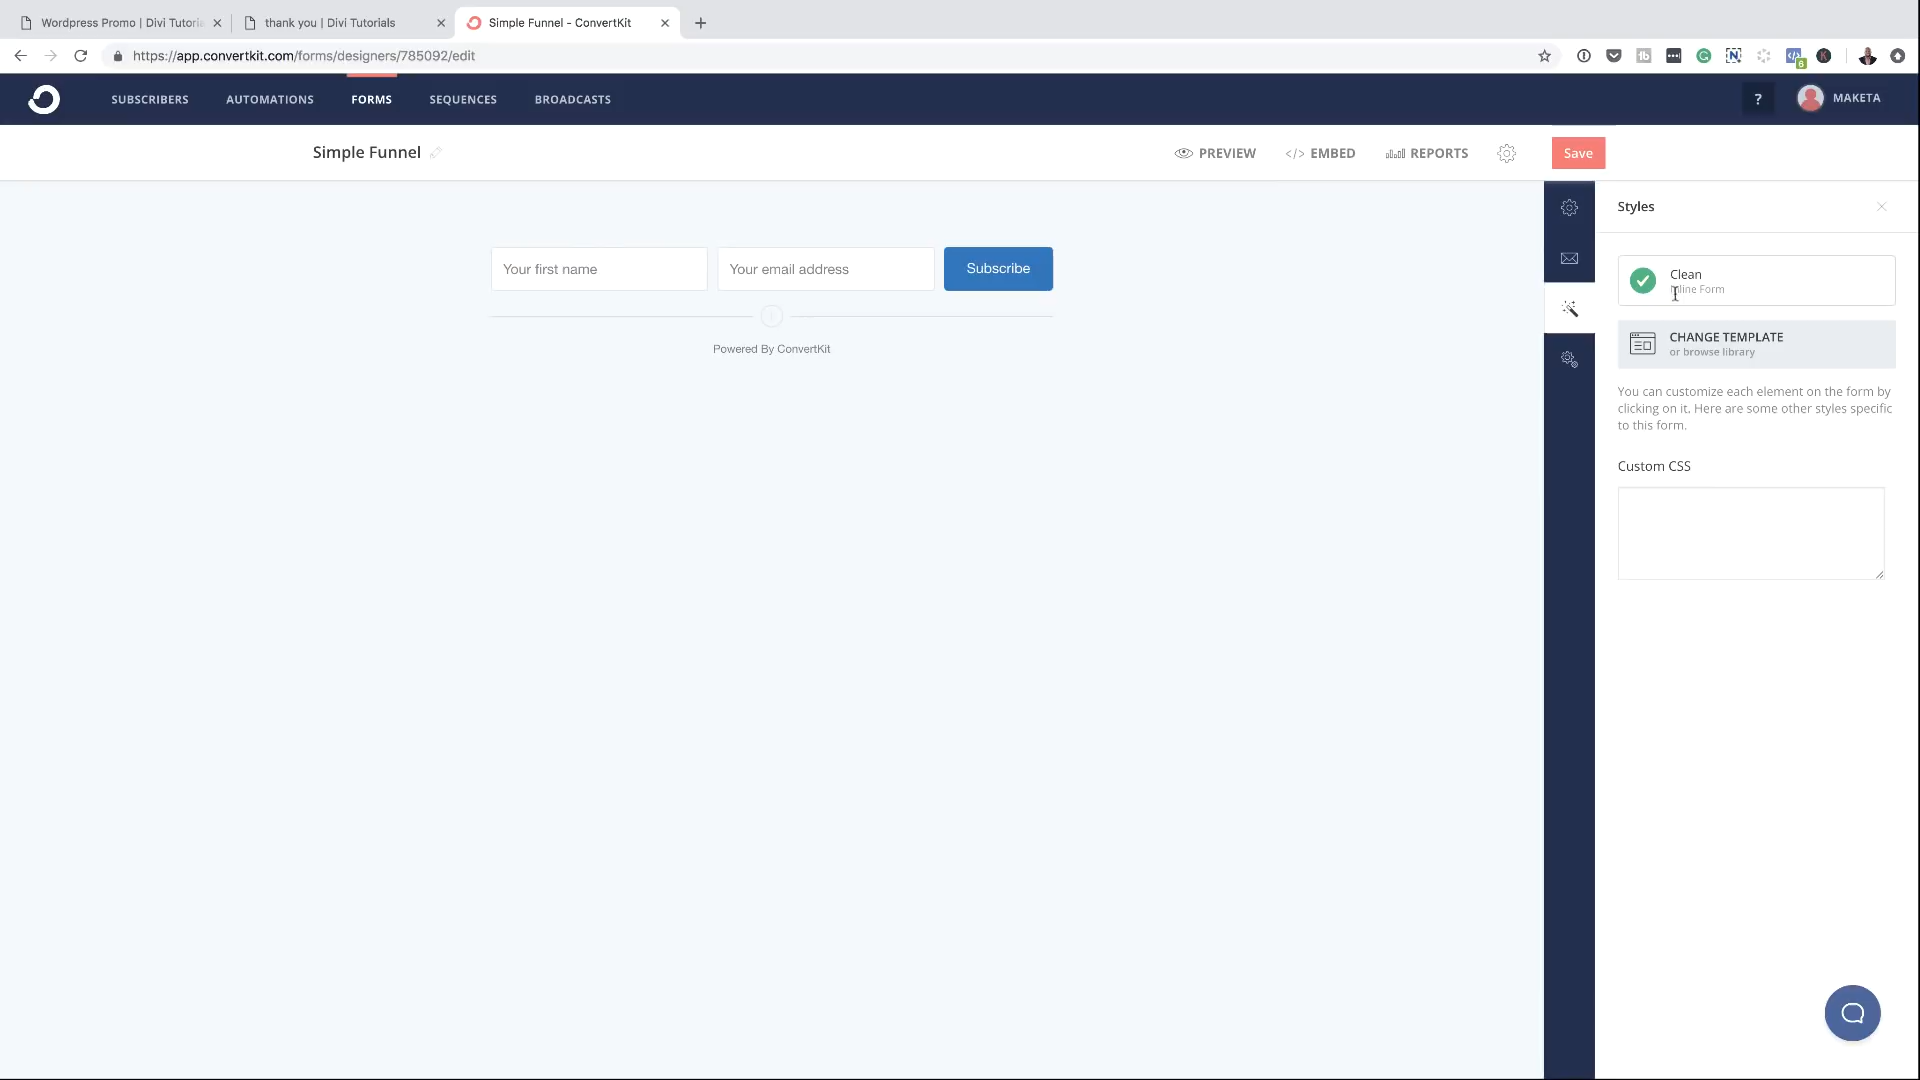 Wordpress Promo | Divi Tutoria
thank you | Divi Tutorials
Simple Funnel - ConvertKit
https://app.convertkit.com/forms/designers/785092/edit
SUBSCRIBERS
AUTOMATIONS
FORMS
SEQUENCES
BROADCASTS
?
MAKETA
Simple Funnel
PREVIEW
</> EMBED
REPORTS
Save
Your first name
Your email address
Subscribe
Powered By ConvertKit
Styles
Clean
Inline Form
CHANGE TEMPLATE
or browse library
You can customize each element on the form by
clicking on it. Here are some other styles specific
to this form.
Custom CSS